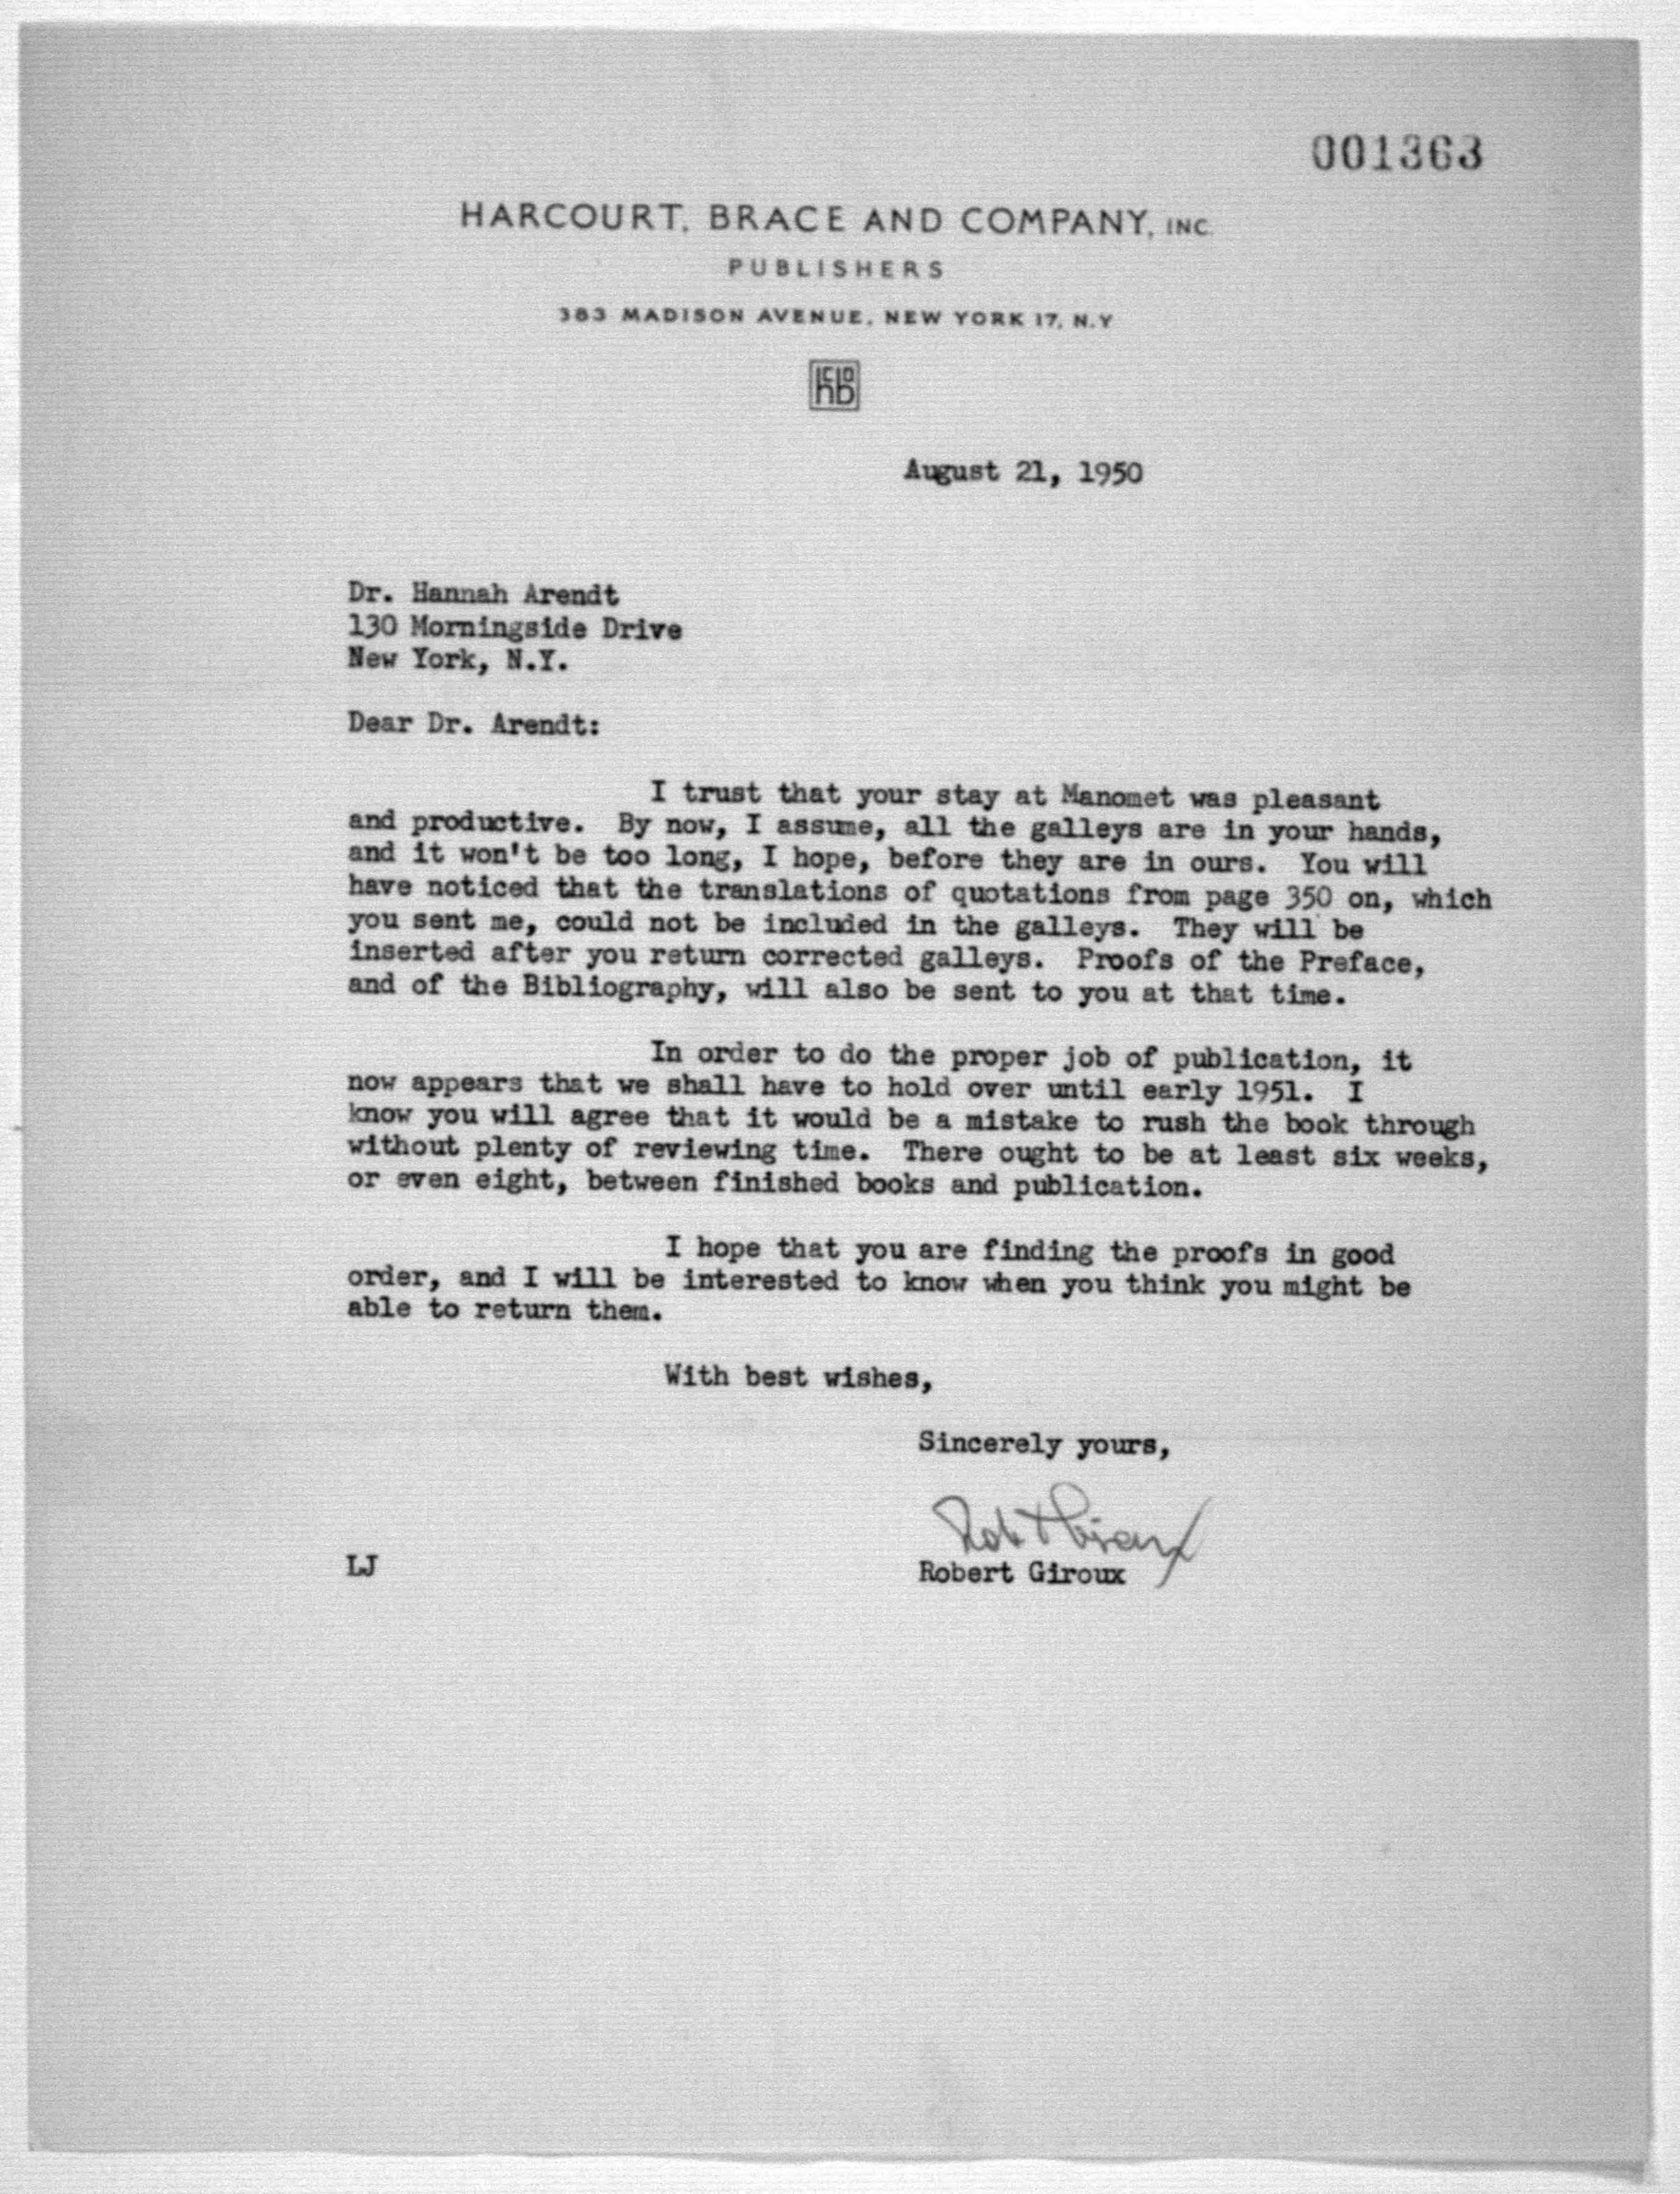 001363
HARCOURT, BRACE AND COMPANY, INC.
PUBLISHERS
383 MADISON AVENUE, NEW YORK 17, N.Y
hb
August 21, 1950
Dr. Hannah Arendt
130 Morningside Drive
New York, N.Y.
Dear Dr. Arendt:
I trust that your stay at Manomet was pleasant
and productive. By now, I assume, all the galleys are in your hands,
and it won't be too long, I hope, before they are in ours. You will
have noticed that the translations of quotations from page 350 on, which
you sent me, could not be included in the galleys. They will be
inserted after you return corrected galleys. Proofs of the Preface,
and of the Bibliography, will also be sent to you at that time.
In order to do the proper job of publication, it
now appears that we shall have to hold over until early 1951. I
know you will agree that it would be a mistake to rush the book through
without plenty of reviewing time. There ought to be at least six weeks,
or even eight, between finished books and publication.
I hope that you are finding the proofs in good
order, and I will be interested to know when you think you might be
able to return them.
With best wishes,
Sincerely yours,
Robt Giroux
LJ Robert Giroux